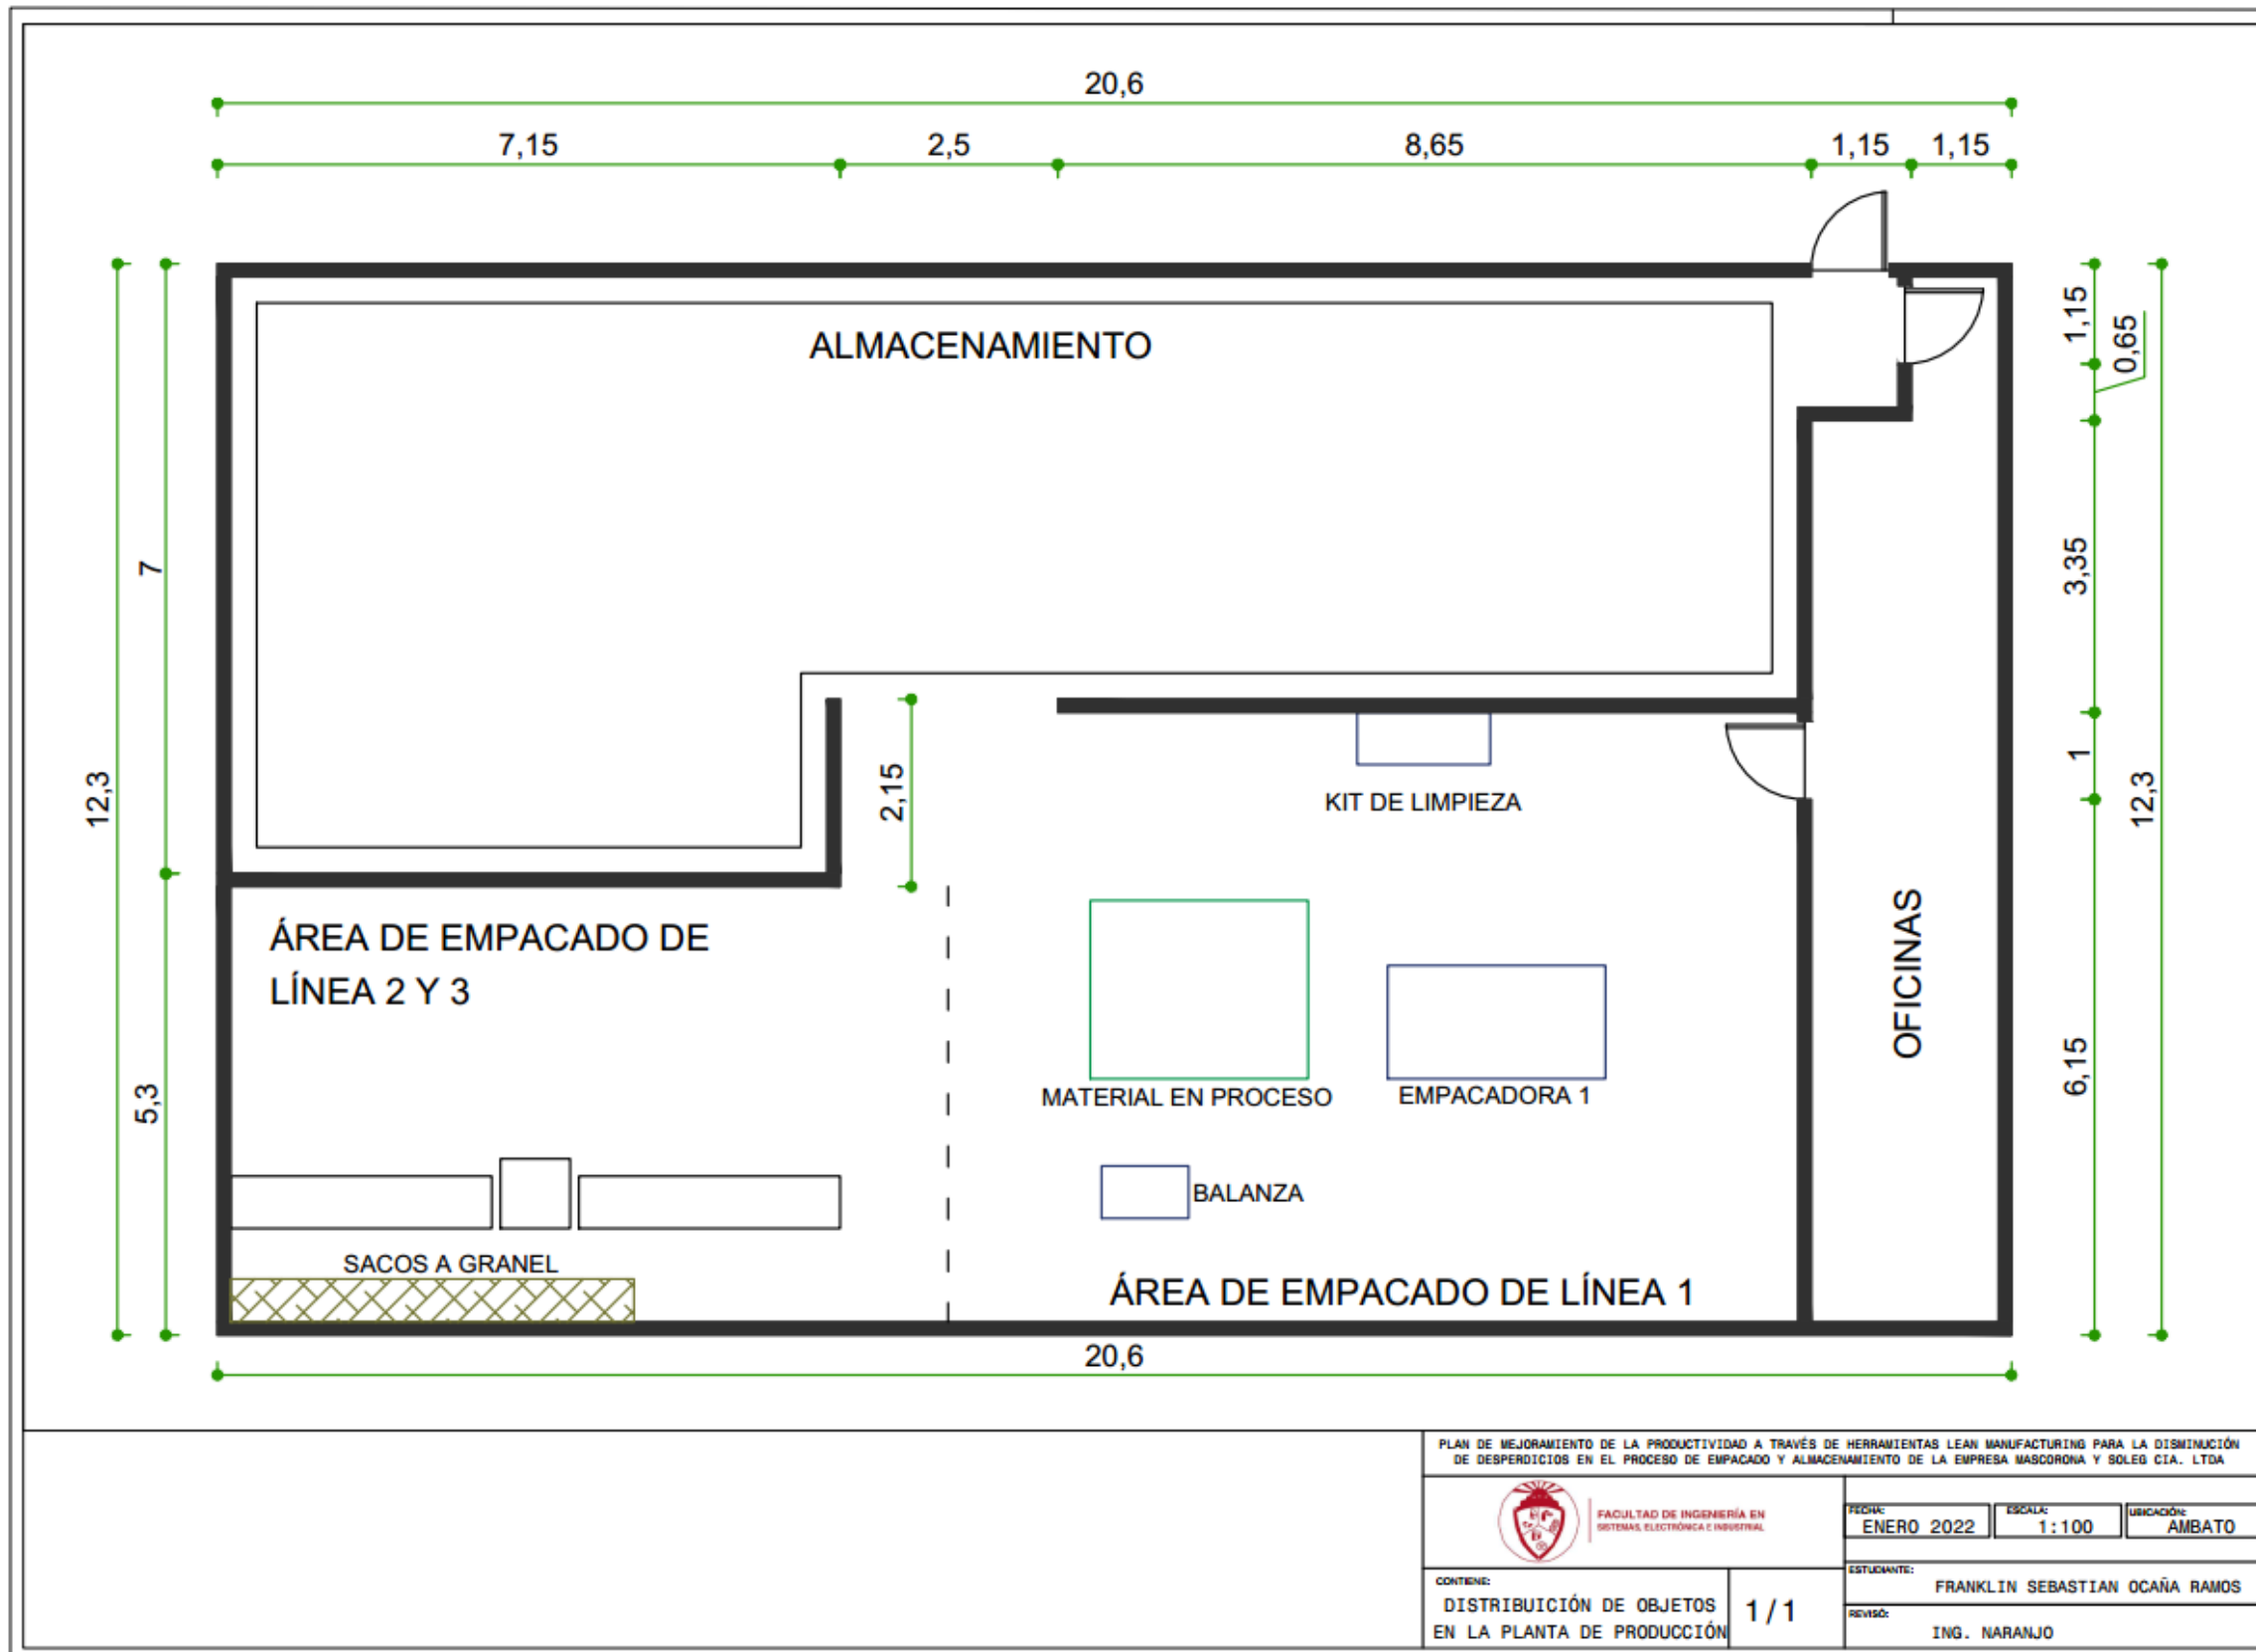 20,6
7,15
2,5
8,65
1,15
1,15
ALMACENAMIENTO
1,15
0,65
7
3,35
12,3
2,15
1
12,3
KIT DE LIMPIEZA
ÁREA DE EMPACADO DE
LÍNEA 2 Y 3
OFICINAS
5,3
6,15
MATERIAL EN PROCESO
EMPACADORA 1
BALANZA
SACOS A GRANEL
ÁREA DE EMPACADO DE LÍNEA 1
20,6
PLAN DE MEJORAMIENTO DE LA PRODUCTIVIDAD A TRAVÉS DE HERRAMIENTAS LEAN MANUFACTURING PARA LA DISMINUCIÓN
DE DESPERDICIOS EN EL PROCESO DE EMPACADO Y ALMACENAMIENTO DE LA EMPRESA MASCORONA Y SOLEG CIA. LTDA
FACULTAD DE INGENIERÍA EN
SISTEMAS, ELECTRÓNICA E INDUSTRIAL
FECHA:
ENERO 2022
ESCALA:
1:100
UBICACIÓN:
AMBATO
ESTUDIANTE:
FRANKLIN SEBASTIAN OCAÑA RAMOS
CONTIENE:
DISTRIBUICIÓN DE OBJETOS
EN LA PLANTA DE PRODUCCIÓN
1/1
REVISÓ:
ING. NARANJO